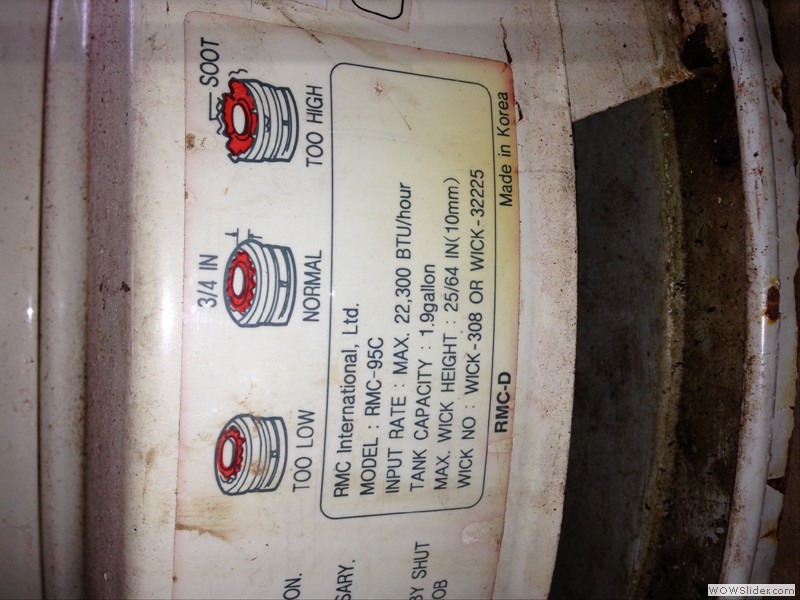 SOOT
3/4 IN
TOO LOW
NORMAL
TOO HIGH
RMC International, Ltd.
MODEL : RMC-95C
INPUT RATE : MAX. 22,300 BTU/hour
TANK CAPACITY : 1.9gallon
MAX. WICK HEIGHT : 25/64 IN(10mm)
WICK NO : WICK-308 OR WICK-32225
RMC-D
Made in Korea
ON.
SARY.
BY SHUT
OB
WOWSlider.com